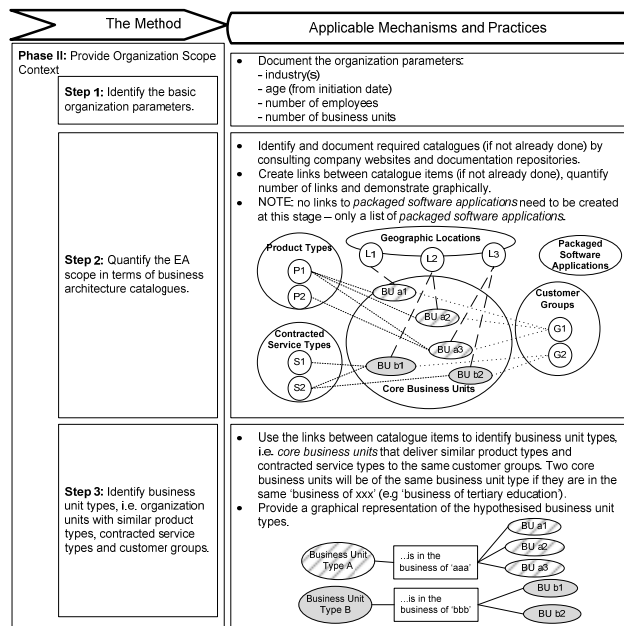 The Method
Applicable Mechanisms and Practices
Phase II: Provide Organization Scope
Context
Step 1: Identify the basic
organization parameters.
• Document the organization parameters:
- industry(s)
- age (from initiation date)
- number of employees
- number of business units
Step 2: Quantify the EA
scope in terms of business
architecture catalogues.
• Identify and document required catalogues (if not already done) by
consulting company websites and documentation repositories.
• Create links between catalogue items (if not already done), quantify
number of links and demonstrate graphically.
• NOTE: no links to packaged software applications need to be created
at this stage – only a list of packaged software applications.
Geographic Locations
L1
L2
L3
Product Types
P1
P2
Packaged
Software
Applications
BU a1
BU a2
BU a3
BU b1
BU b2
Core Business Units
Customer
Groups
G1
G2
Contracted
Service Types
S1
S2
Step 3: Identify business
unit types, i.e. organization
units with similar product
types, contracted service
types and customer groups.
• Use the links between catalogue items to identify business unit types,
i.e. core business units that deliver similar product types and
contracted service types to the same customer groups. Two core
business units will be of the same business unit type if they are in the
same ‘business of xxx’ (e.g ‘business of tertiary education’).
• Provide a graphical representation of the hypothesised business unit
types.
Business Unit
Type A
...is in the
business of ‘aaa’
BU a1
BU a2
BU a3
Business Unit
Type B
...is in the
business of ‘bbb’
BU b1
BU b2